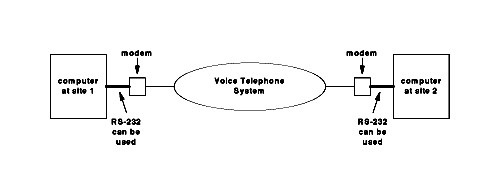 modem
modem
computer
at site 1
Voice Telephone
System
computer
at site 2
RS-232
can be
used
RS-232
can be
used